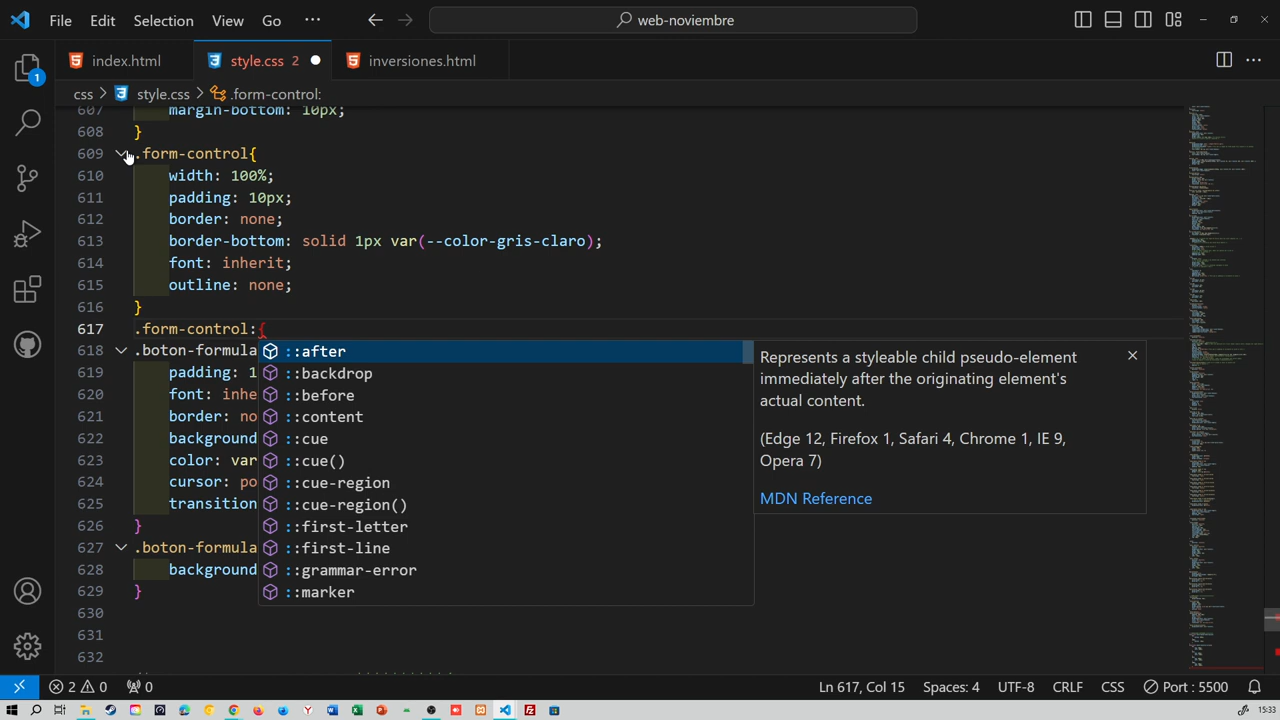 File Edit Selection View Go ··· web-noviembre
index.html style.css 2 inversiones.html
css > style.css > .form-control:
607 margin-bottom: 10px;
608 }
609 .form-control{
610 width: 100%;
611 padding: 10px;
612 border: none;
613 border-bottom: solid 1px var(--color-gris-claro);
614 font: inherit;
615 outline: none;
616 }
617 .form-control:{
618 .boton-formula ::after
Represents a styleable child pseudo-element
immediately after the originating element's
actual content.
(Edge 12, Firefox 1, Safari 4, Chrome 1, IE 9,
Opera 7)
MDN Reference
619 padding: 1 ::backdrop
620 font: inhe ::before
621 border: no ::content
622 background ::cue
623 color: var ::cue()
624 cursor: po ::cue-region
625 transition ::cue-region()
626 } ::first-letter
627 .boton-formula ::first-line
628 background ::grammar-error
629 } ::marker
630
631
632
1
2 0 0 Ln 617, Col 15 Spaces: 4 UTF-8 CRLF CSS Port : 5500
15:33